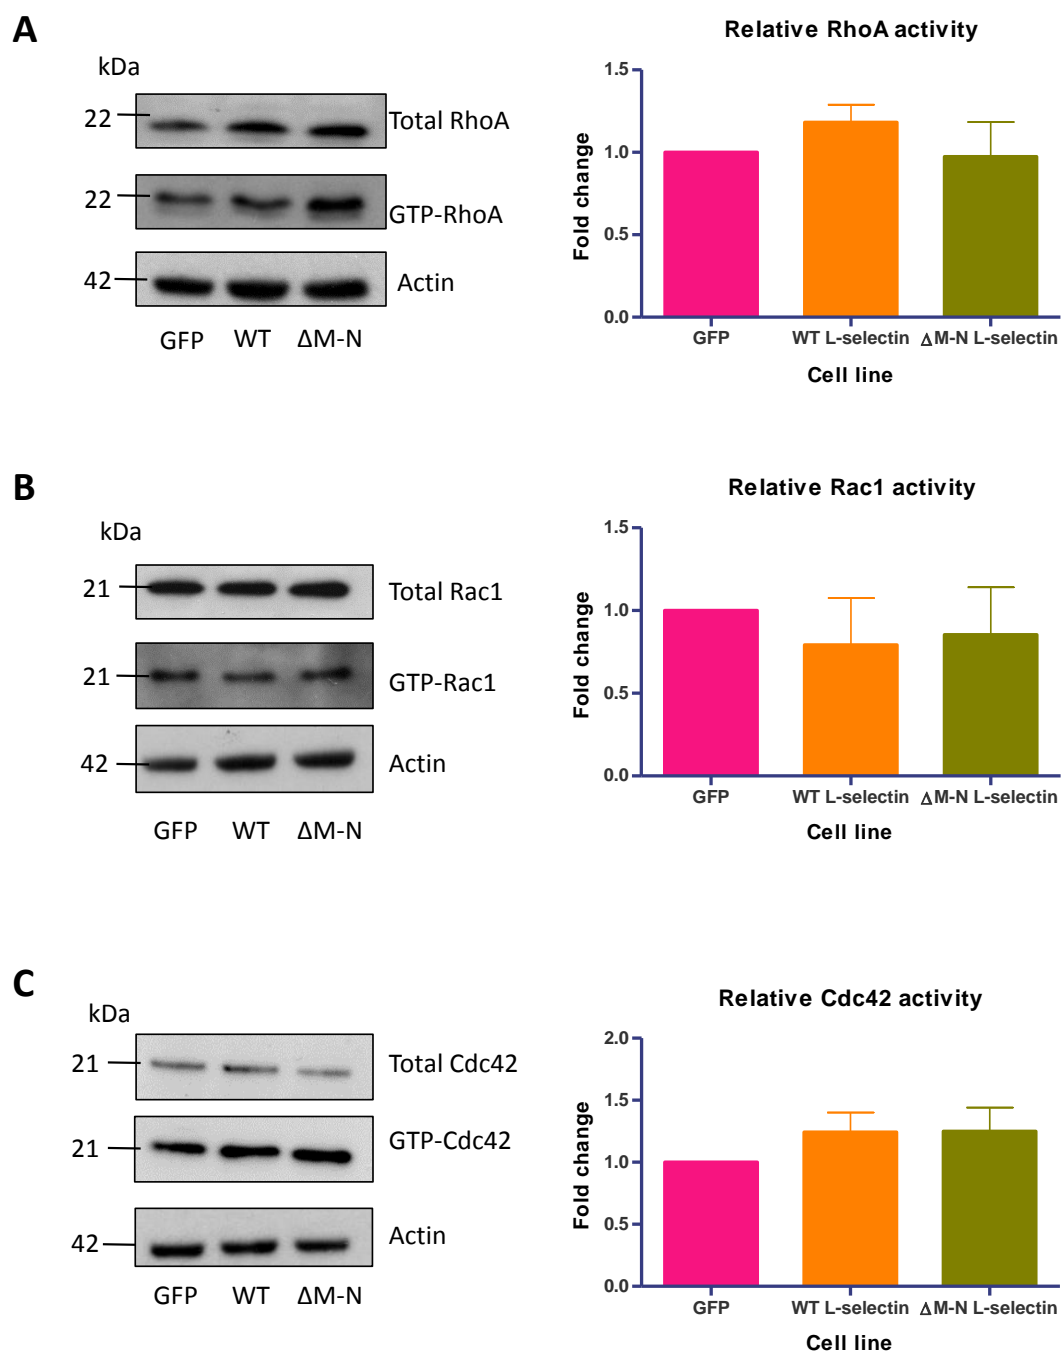 A
kDa
22
Total RhoA
22
GTP-RhoA
42
Actin
GFP WT ΔM-N
Relative RhoA activity
Fold change
1.5
1.0
0.5
0.0
GFP WT L-selectin ΔM-N L-selectin
Cell line
B
kDa
21
Total Rac1
21
GTP-Rac1
42
Actin
GFP WT ΔM-N
Relative Rac1 activity
Fold change
1.5
1.0
0.5
0.0
GFP WT L-selectin ΔM-N L-selectin
Cell line
C
kDa
21
Total Cdc42
21
GTP-Cdc42
42
Actin
GFP WT ΔM-N
Relative Cdc42 activity
Fold change
2.0
1.5
1.0
0.5
0.0
GFP WT L-selectin ΔM-N L-selectin
Cell line